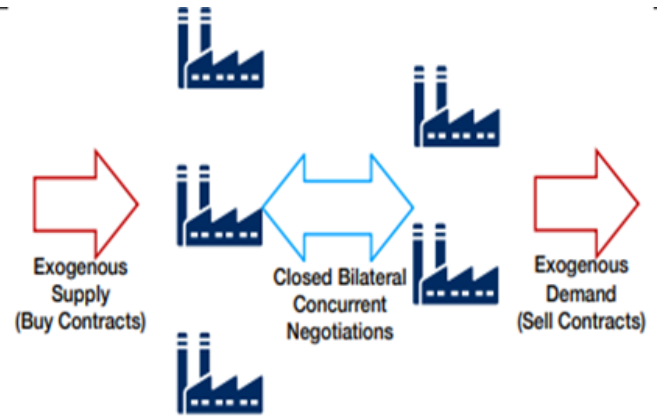 Exogenous
Supply
(Buy Contracts)
Closed Bilateral
Concurrent
Negotiations
Exogenous
Demand
(Sell Contracts)